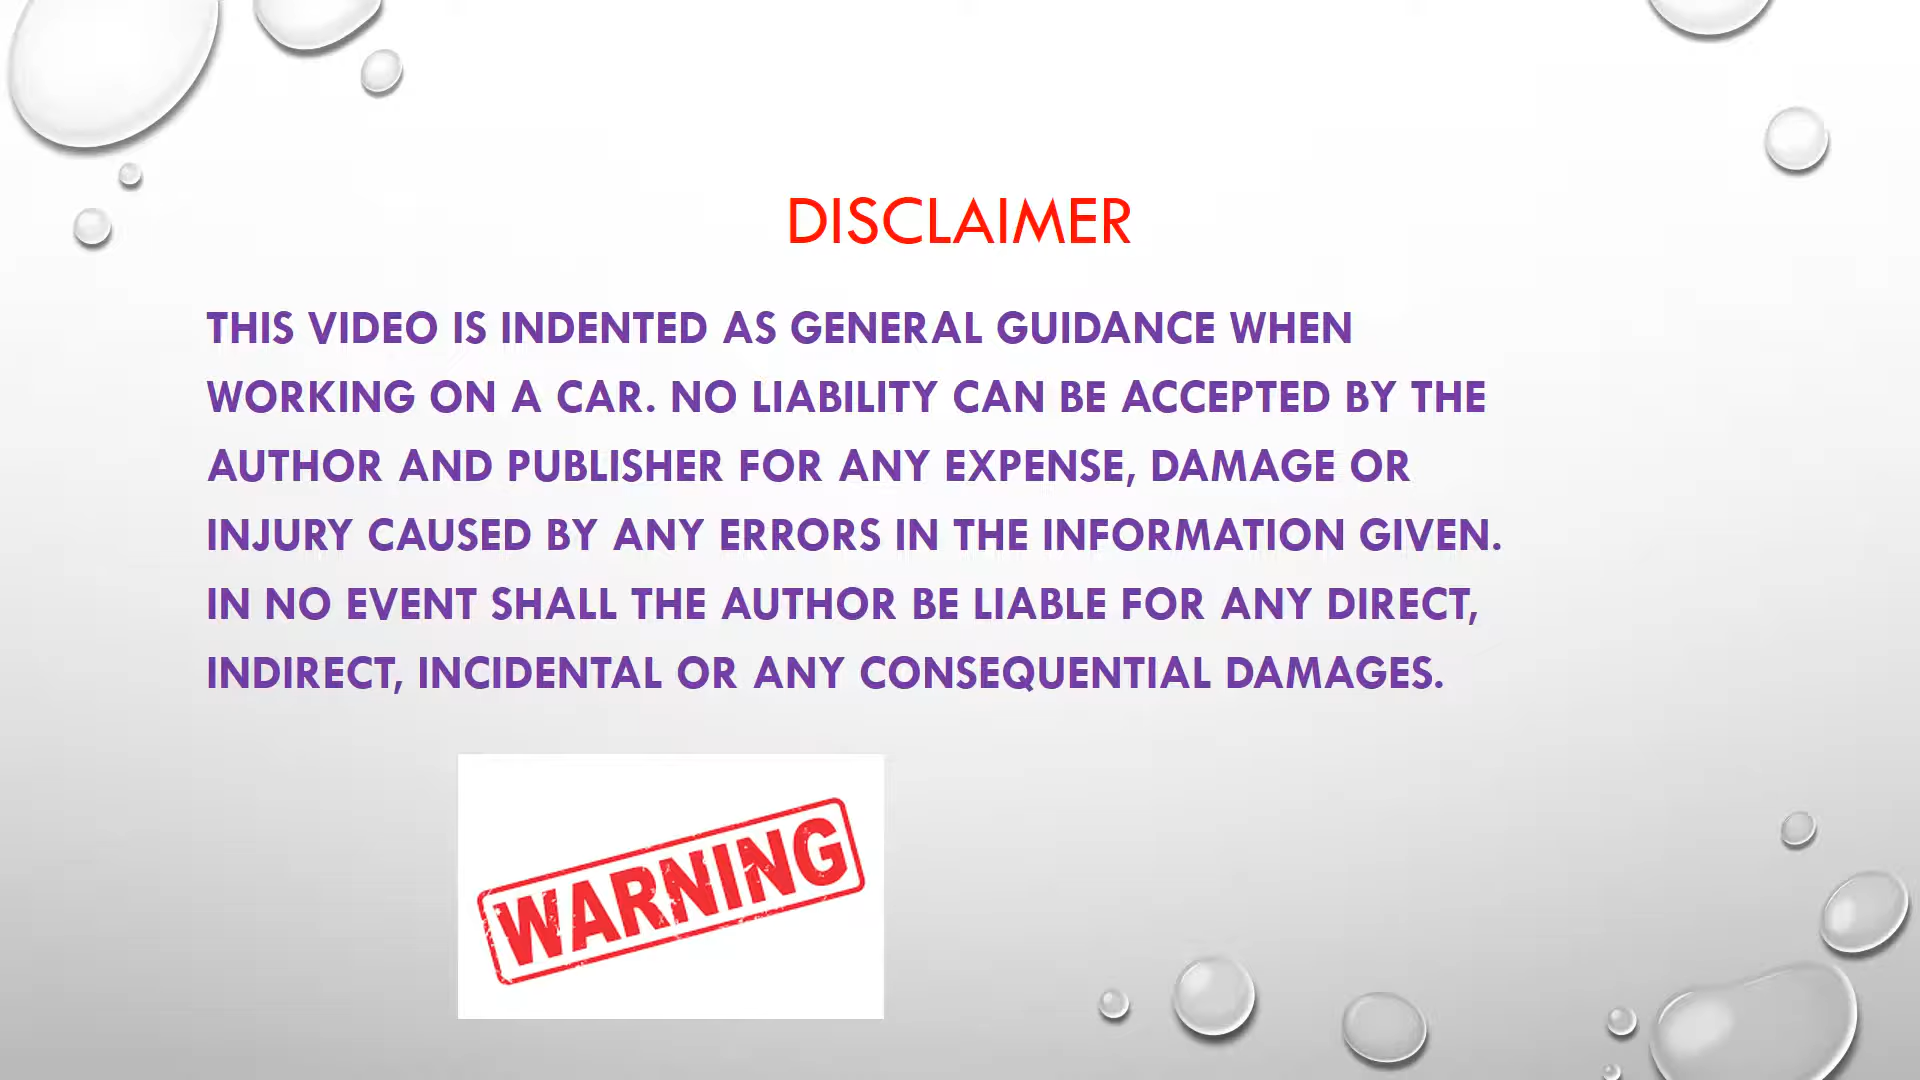 DISCLAIMER
THIS VIDEO IS INDENTED AS GENERAL GUIDANCE WHEN
WORKING ON A CAR. NO LIABILITY CAN BE ACCEPTED BY THE
AUTHOR AND PUBLISHER FOR ANY EXPENSE, DAMAGE OR
INJURY CAUSED BY ANY ERRORS IN THE INFORMATION GIVEN.
IN NO EVENT SHALL THE AUTHOR BE LIABLE FOR ANY DIRECT,
INDIRECT, INCIDENTAL OR ANY CONSEQUENTIAL DAMAGES.
WARNING